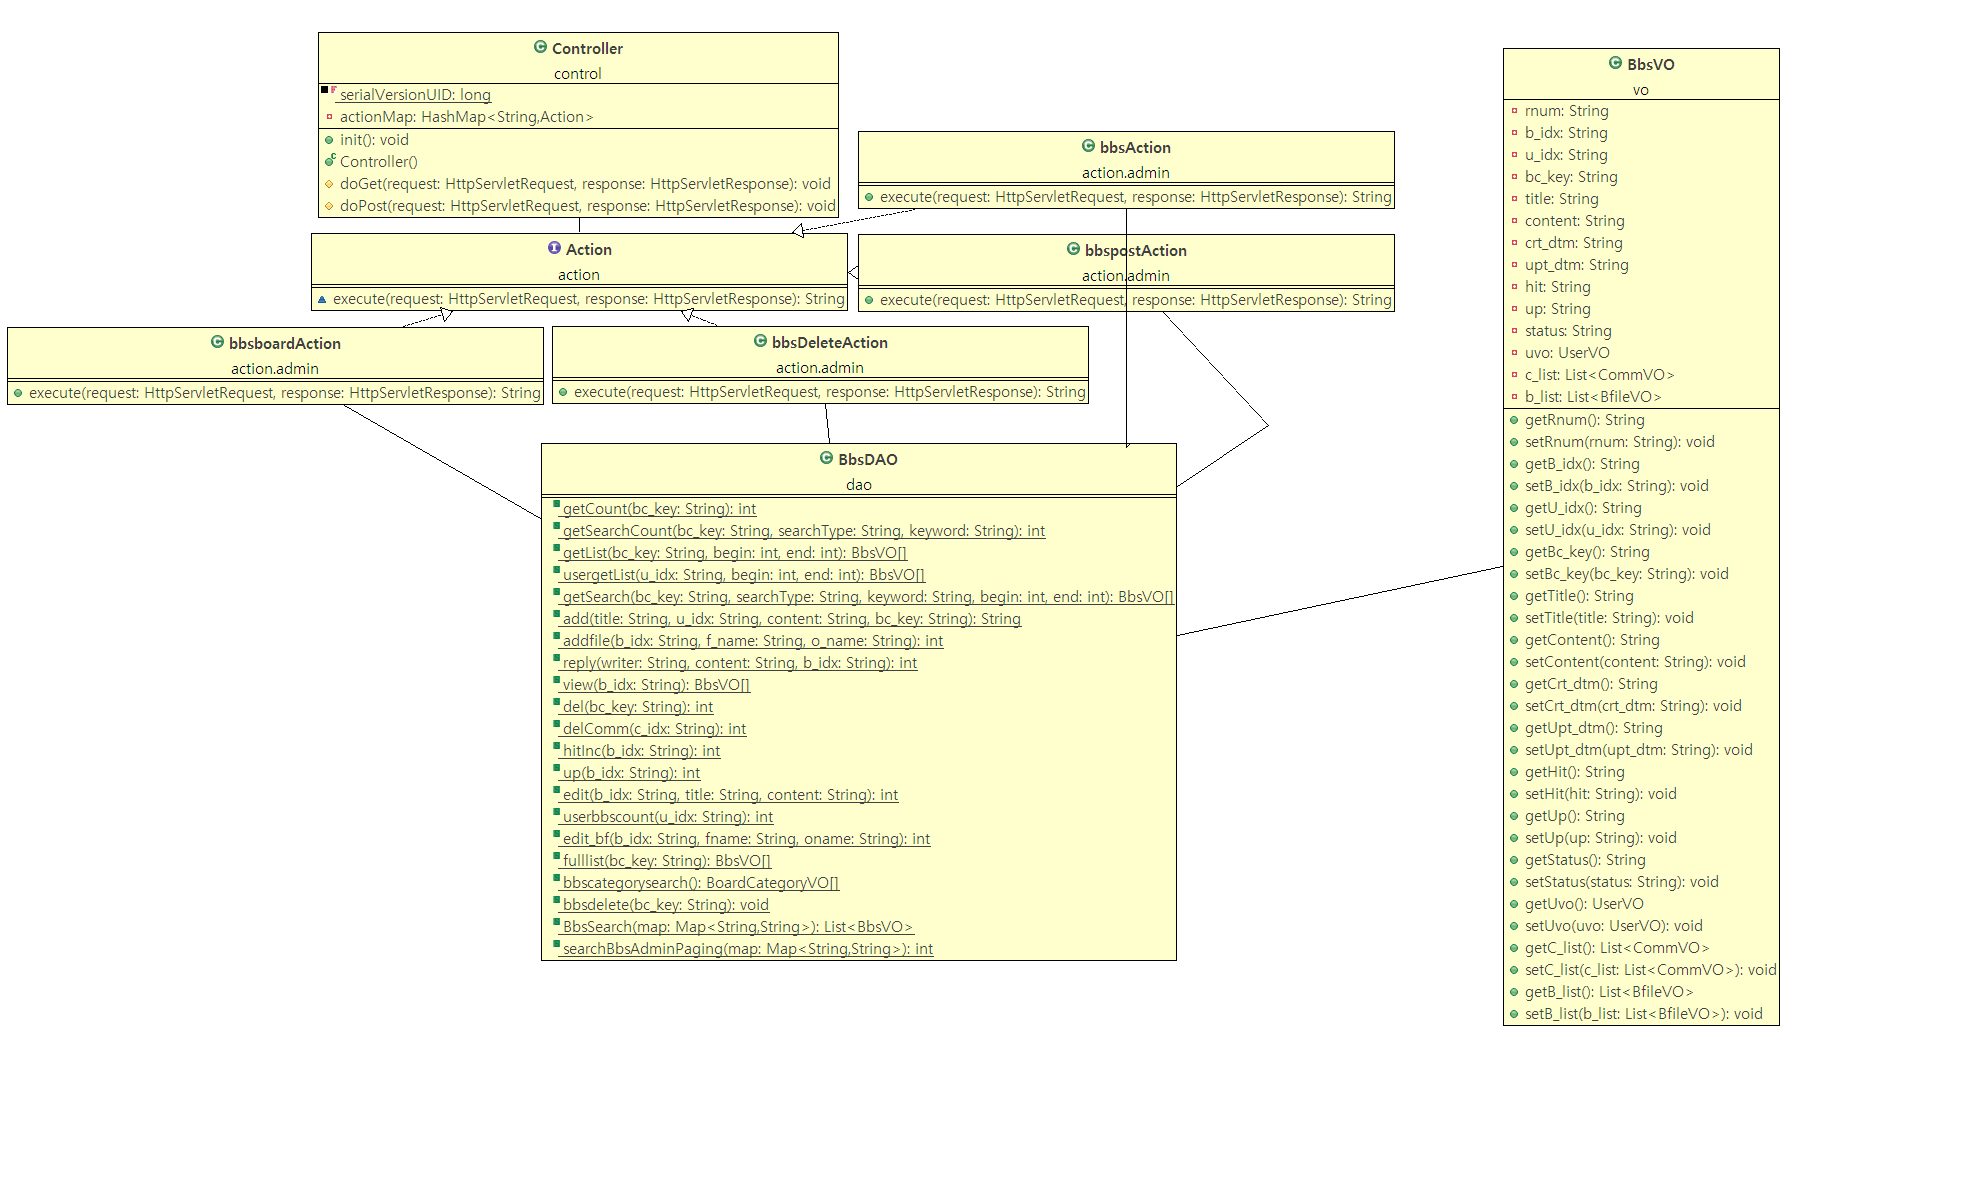 Controller
control
serialVersionUID: long
actionMap: HashMap<String,Action>
init(): void
Controller()
doGet(request: HttpServletRequest, response: HttpServletResponse): void
doPost(request: HttpServletRequest, response: HttpServletResponse): void
Action
action
execute(request: HttpServletRequest, response: HttpServletResponse): String
bbsAction
action.admin
execute(request: HttpServletRequest, response: HttpServletResponse): String
bbspostAction
action.admin
execute(request: HttpServletRequest, response: HttpServletResponse): String
bbsboardAction
action.admin
execute(request: HttpServletRequest, response: HttpServletResponse): String
bbsDeleteAction
action.admin
execute(request: HttpServletRequest, response: HttpServletResponse): String
BbsDAO
dao
getCount(bc_key: String): int
getSearchCount(bc_key: String, searchType: String, keyword: String): int
getList(bc_key: String, begin: int, end: int): BbsVO[]
usergetList(u_idx: String, begin: int, end: int): BbsVO[]
getSearch(bc_key: String, searchType: String, keyword: String, begin: int, end: int): BbsVO[]
add(title: String, u_idx: String, content: String, bc_key: String): String
addfile(b_idx: String, f_name: String, o_name: String): int
reply(writer: String, content: String, b_idx: String): int
view(b_idx: String): BbsVO[]
del(bc_key: String): int
delComm(c_idx: String): int
hitInc(b_idx: String): int
up(b_idx: String): int
edit(b_idx: String, title: String, content: String): int
userbbscount(u_idx: String): int
edit_bf(b_idx: String, fname: String, oname: String): int
fulllist(bc_key: String): BbsVO[]
bbscategorysearch(): BoardCategoryVO[]
bbsdelete(bc_key: String): void
BbsSearch(map: Map<String,String>): List<BbsVO>
searchBbsAdminPaging(map: Map<String,String>): int
BbsVO
vo
rnum: String
b_idx: String
u_idx: String
bc_key: String
title: String
content: String
crt_dtm: String
upt_dtm: String
hit: String
up: String
status: String
uvo: UserVO
c_list: List<CommVO>
b_list: List<BfileVO>
getRnum(): String
setRnum(rnum: String): void
getB_idx(): String
setB_idx(b_idx: String): void
getU_idx(): String
setU_idx(u_idx: String): void
getBc_key(): String
setBc_key(bc_key: String): void
getTitle(): String
setTitle(title: String): void
getContent(): String
setContent(content: String): void
getCrt_dtm(): String
setCrt_dtm(crt_dtm: String): void
getUpt_dtm(): String
setUpt_dtm(upt_dtm: String): void
getHit(): String
setHit(hit: String): void
getUp(): String
setUp(up: String): void
getStatus(): String
setStatus(status: String): void
getUvo(): UserVO
setUvo(uvo: UserVO): void
getC_list(): List<CommVO>
setC_list(c_list: List<CommVO>): void
getB_list(): List<BfileVO>
setB_list(b_list: List<BfileVO>): void